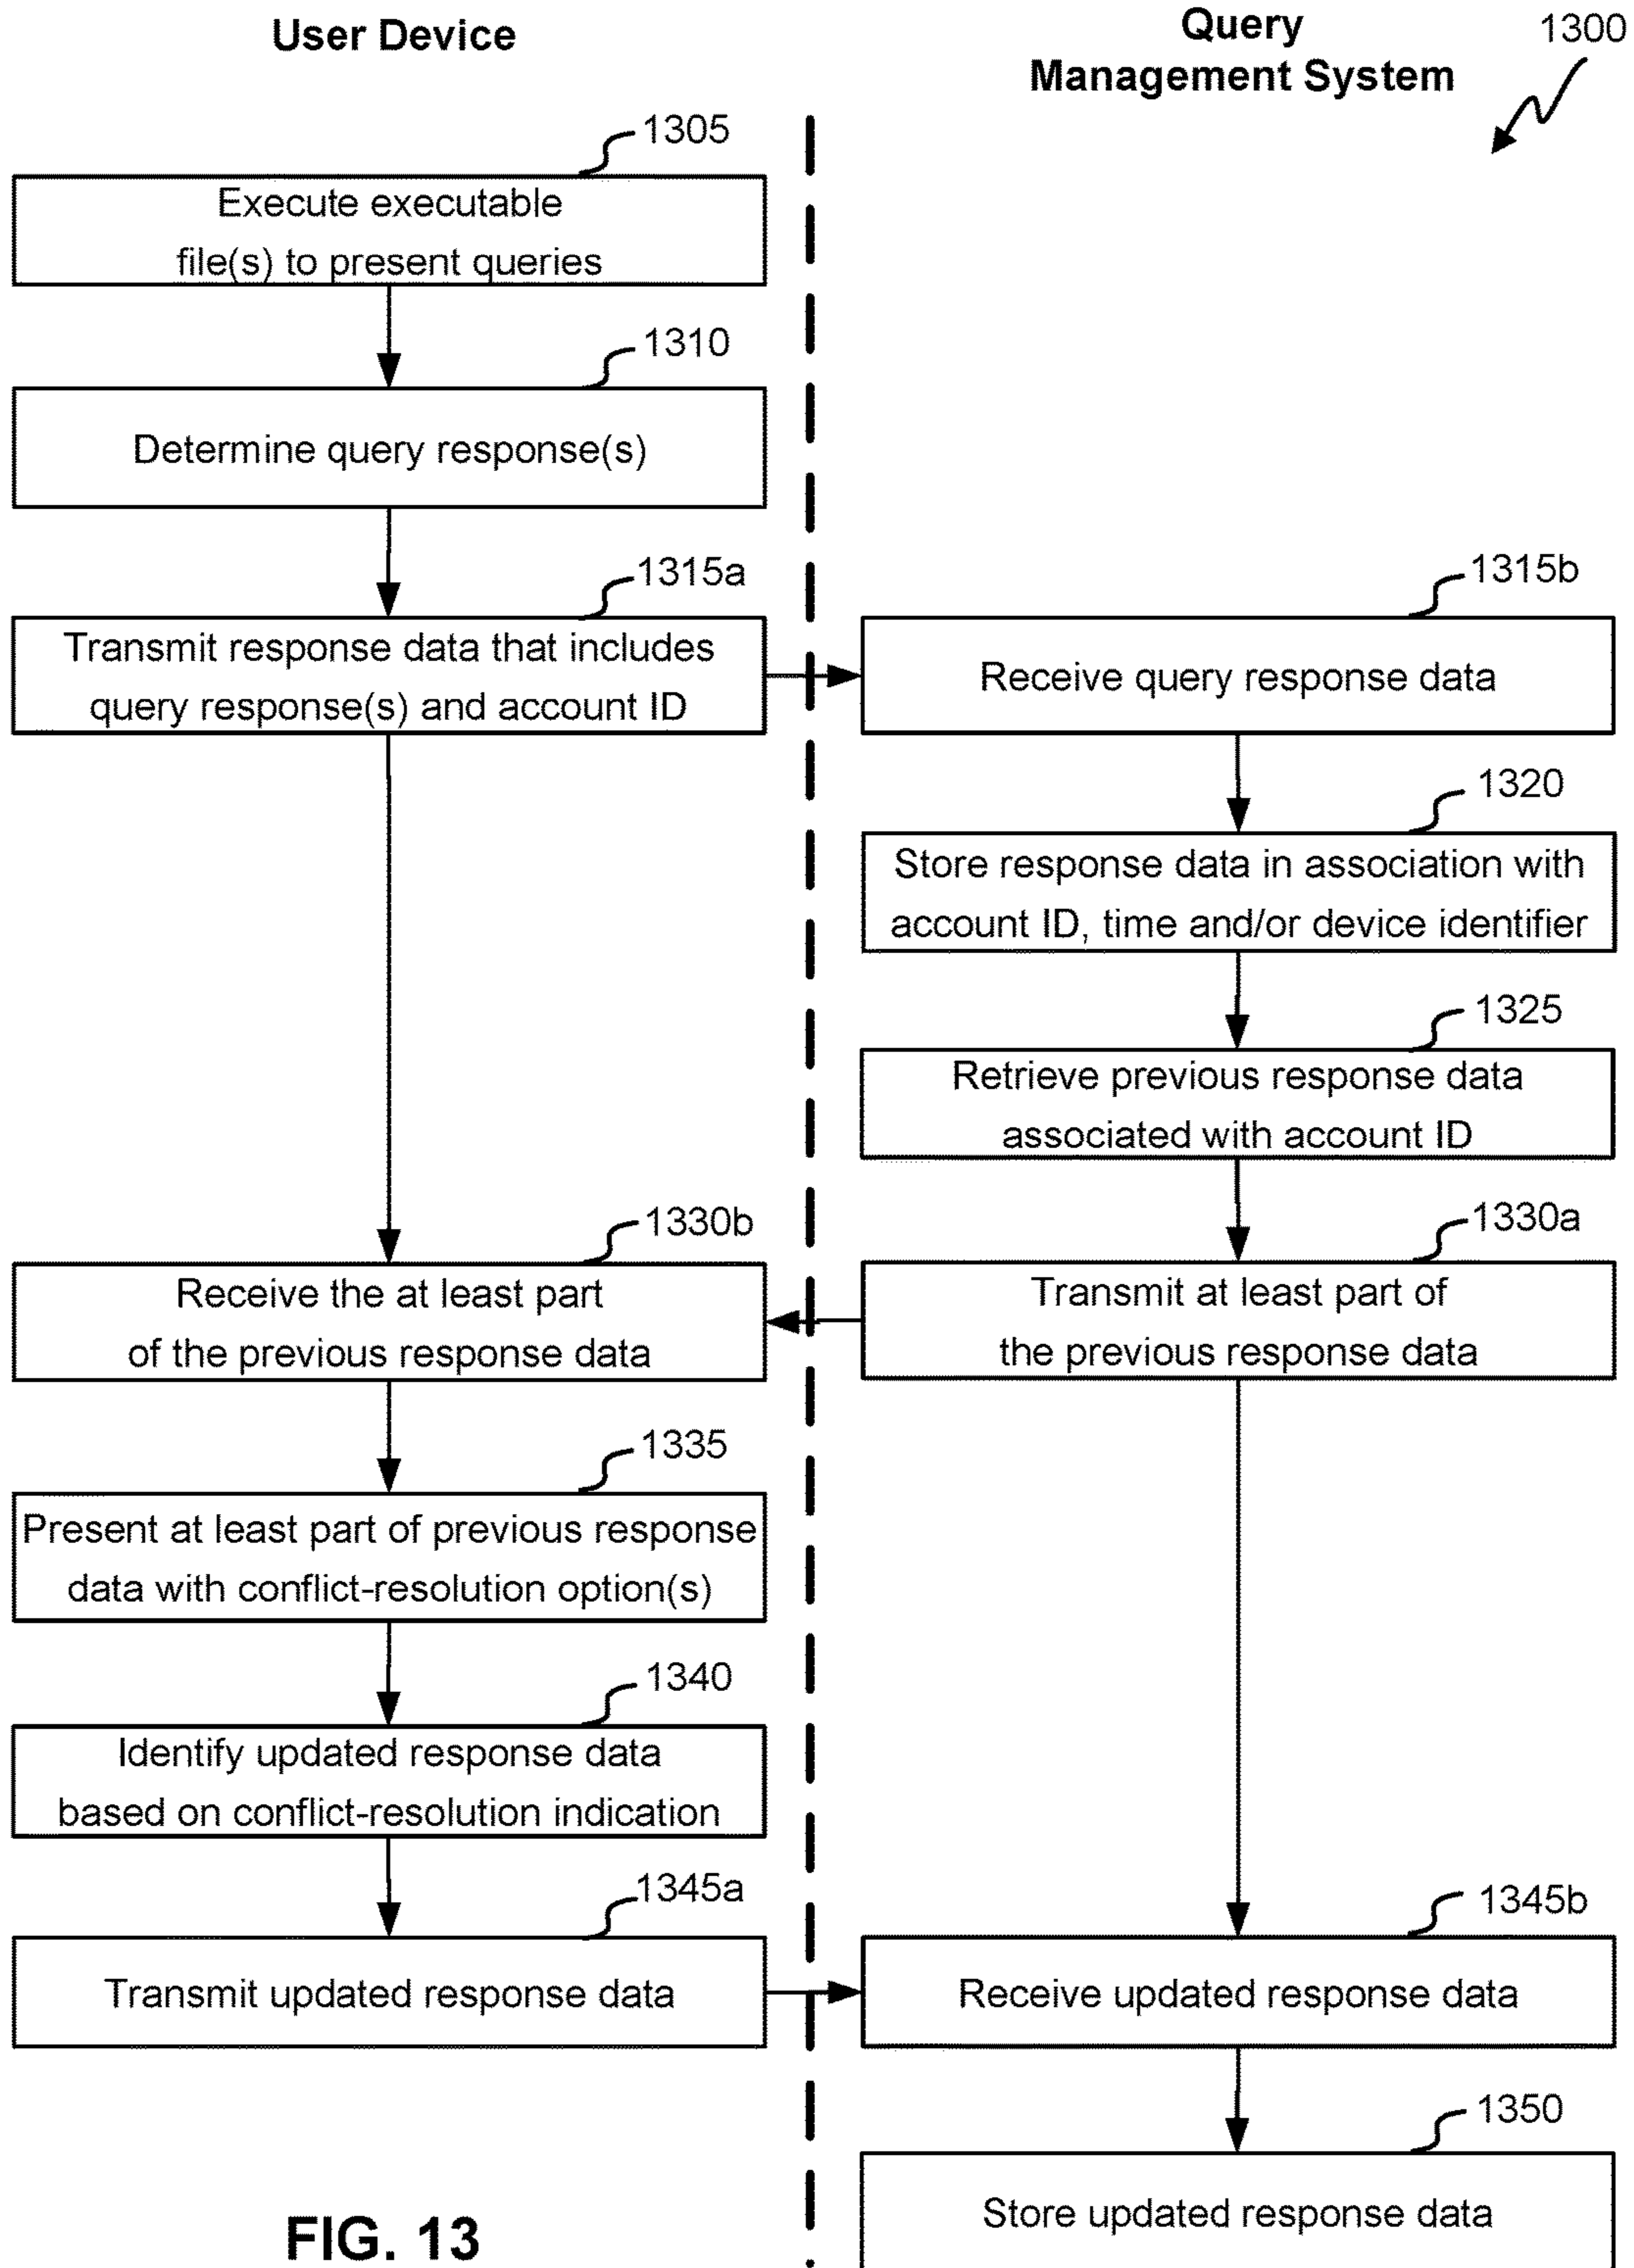 User Device
Query
Management System
1300
1305
Execute executable
file(s) to present queries
1310
Determine query response(s)
1315a
Transmit response data that includes
query response(s) and account ID
1315b
Receive query response data
1320
Store response data in association with
account ID, time and/or device identifier
1325
Retrieve previous response data
associated with account ID
1330b
Receive the at least part
of the previous response data
1330a
Transmit at least part of
the previous response data
1335
Present at least part of previous response
data with conflict-resolution option(s)
1340
Identify updated response data
based on conflict-resolution indication
1345a
Transmit updated response data
1345b
Receive updated response data
1350
Store updated response data
FIG. 13